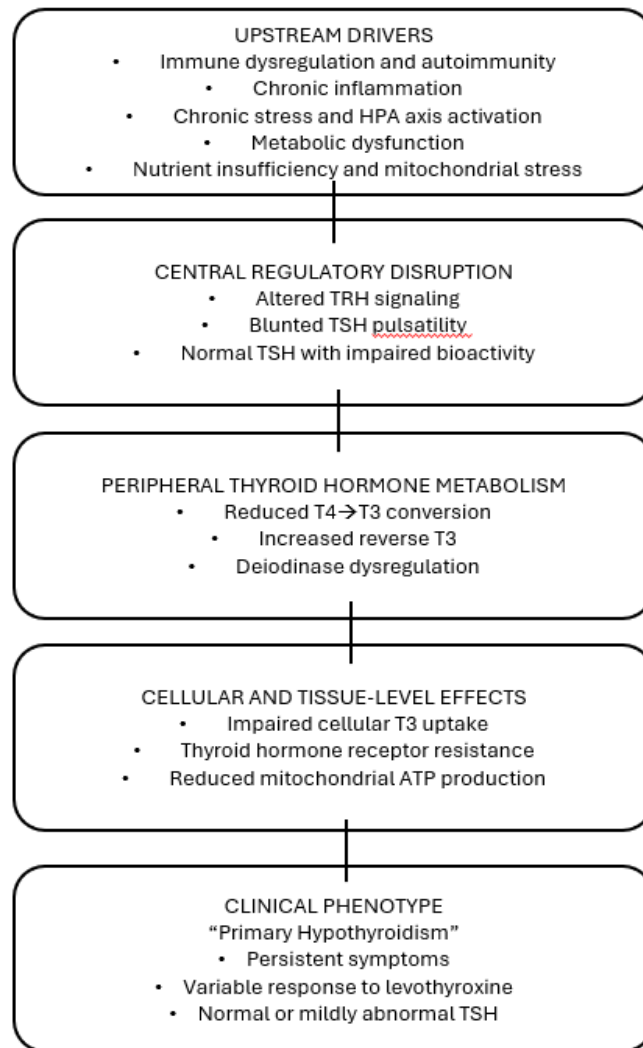 UPSTREAM DRIVERS
• Immune dysregulation and autoimmunity
• Chronic inflammation
• Chronic stress and HPA axis activation
• Metabolic dysfunction
• Nutrient insufficiency and mitochondrial stress
CENTRAL REGULATORY DISRUPTION
• Altered TRH signaling
• Blunted TSH pulsatility
• Normal TSH with impaired bioactivity
PERIPHERAL THYROID HORMONE METABOLISM
• Reduced T4→T3 conversion
• Increased reverse T3
• Deiodinase dysregulation
CELLULAR AND TISSUE-LEVEL EFFECTS
• Impaired cellular T3 uptake
• Thyroid hormone receptor resistance
• Reduced mitochondrial ATP production
CLINICAL PHENOTYPE
“Primary Hypothyroidism”
• Persistent symptoms
• Variable response to levothyroxine
• Normal or mildly abnormal TSH